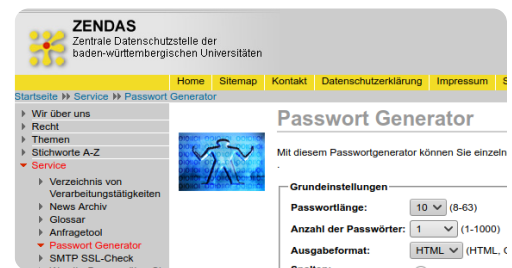 ZENDAS
Zentrale Datenschutzstelle der
baden-württembergischen Universitäten
Home Sitemap Kontakt Datenschutzerklärung Impressum S
Startseite Service Passwort Generator
Wir über uns
Recht
Themen
Stichworte A-Z
Service
Verzeichnis von
Verarbeitungstätigkeiten
News Archiv
Glossar
Anfragetool
Passwort Generator
SMTP SSL-Check
Passwort Generator
Mit diesem Passwortgenerator können Sie einzeln
.
Grundeinstellungen
Passwortlänge: 10 (8-63)
Anzahl der Passwörter: 1 (1-1000)
Ausgabeformat: HTML (HTML, C